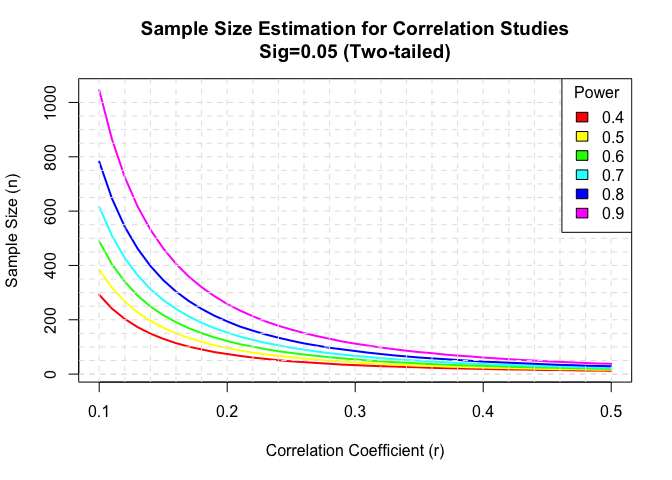 Sample Size Estimation for Correlation Studies
Sig=0.05 (Two-tailed)
Power
0.4
0.5
0.6
0.7
0.8
0.9
Sample Size (n)
1000
800
600
400
200
0
0.1 0.2 0.3 0.4 0.5
Correlation Coefficient (r)